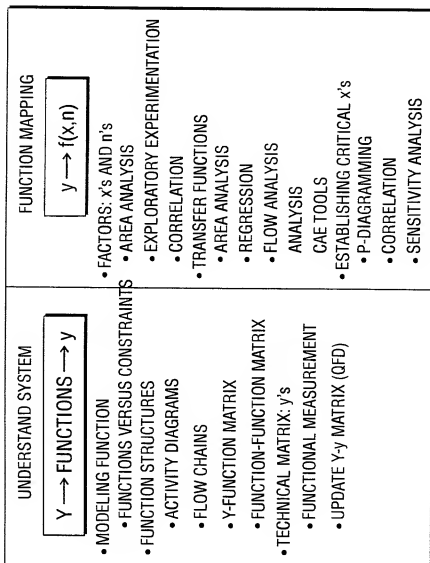 UNDERSTAND SYSTEM
Y → FUNCTIONS → y
• MODELING FUNCTION
• FUNCTIONS VERSUS CONSTRAINTS
• FUNCTION STRUCTURES
• ACTIVITY DIAGRAMS
• FLOW CHAINS
• Y-FUNCTION MATRIX
• FUNCTION-FUNCTION MATRIX
• TECHNICAL MATRIX: y's
• FUNCTIONAL MEASUREMENT
• UPDATE Y-y MATRIX (QFD)
FUNCTION MAPPING
y → f(x,n)
• FACTORS: x's AND n's
• AREA ANALYSIS
• EXPLORATORY EXPERIMENTATION
• CORRELATION
• TRANSFER FUNCTIONS
• AREA ANALYSIS
• REGRESSION
• FLOW ANALYSIS
ANALYSIS
CAE TOOLS
• ESTABLISHING CRITICAL x's
• P-DIAGRAMMING
• CORRELATION
• SENSITIVITY ANALYSIS